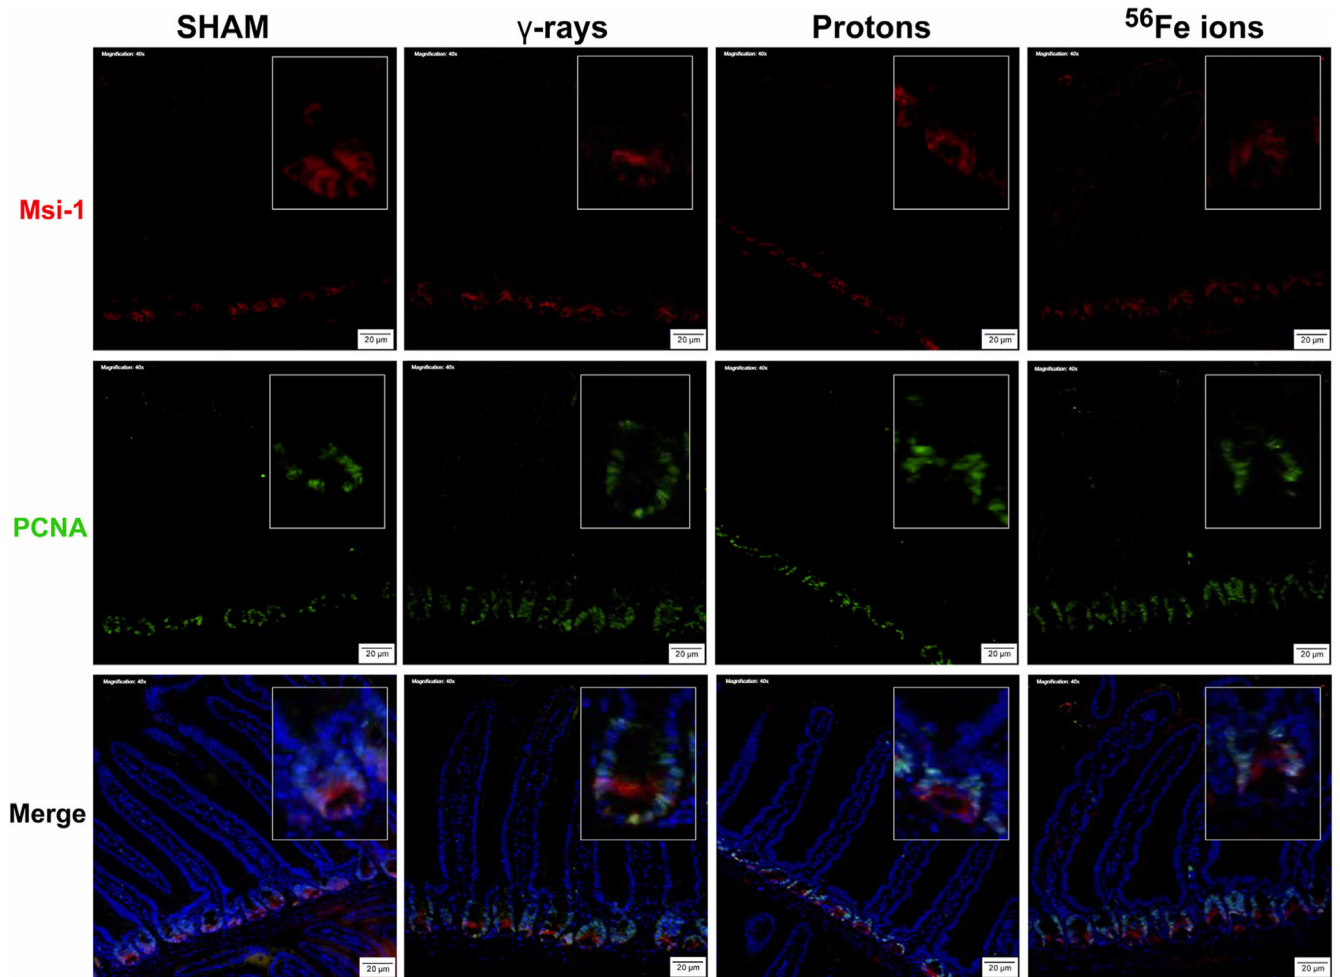 SHAM γ-rays Protons ⁵⁶Fe ions
Magnification: 40x Magnification: 40x Magnification: 40x Magnification: 40x
Msi-1
20 µm 20 µm 20 µm 20 µm
Magnification: 40x Magnification: 40x Magnification: 40x Magnification: 40x
PCNA
20 µm 20 µm 20 µm 20 µm
Magnification: 40x Magnification: 40x Magnification: 40x Magnification: 40x
Merge
20 µm 20 µm 20 µm 20 µm